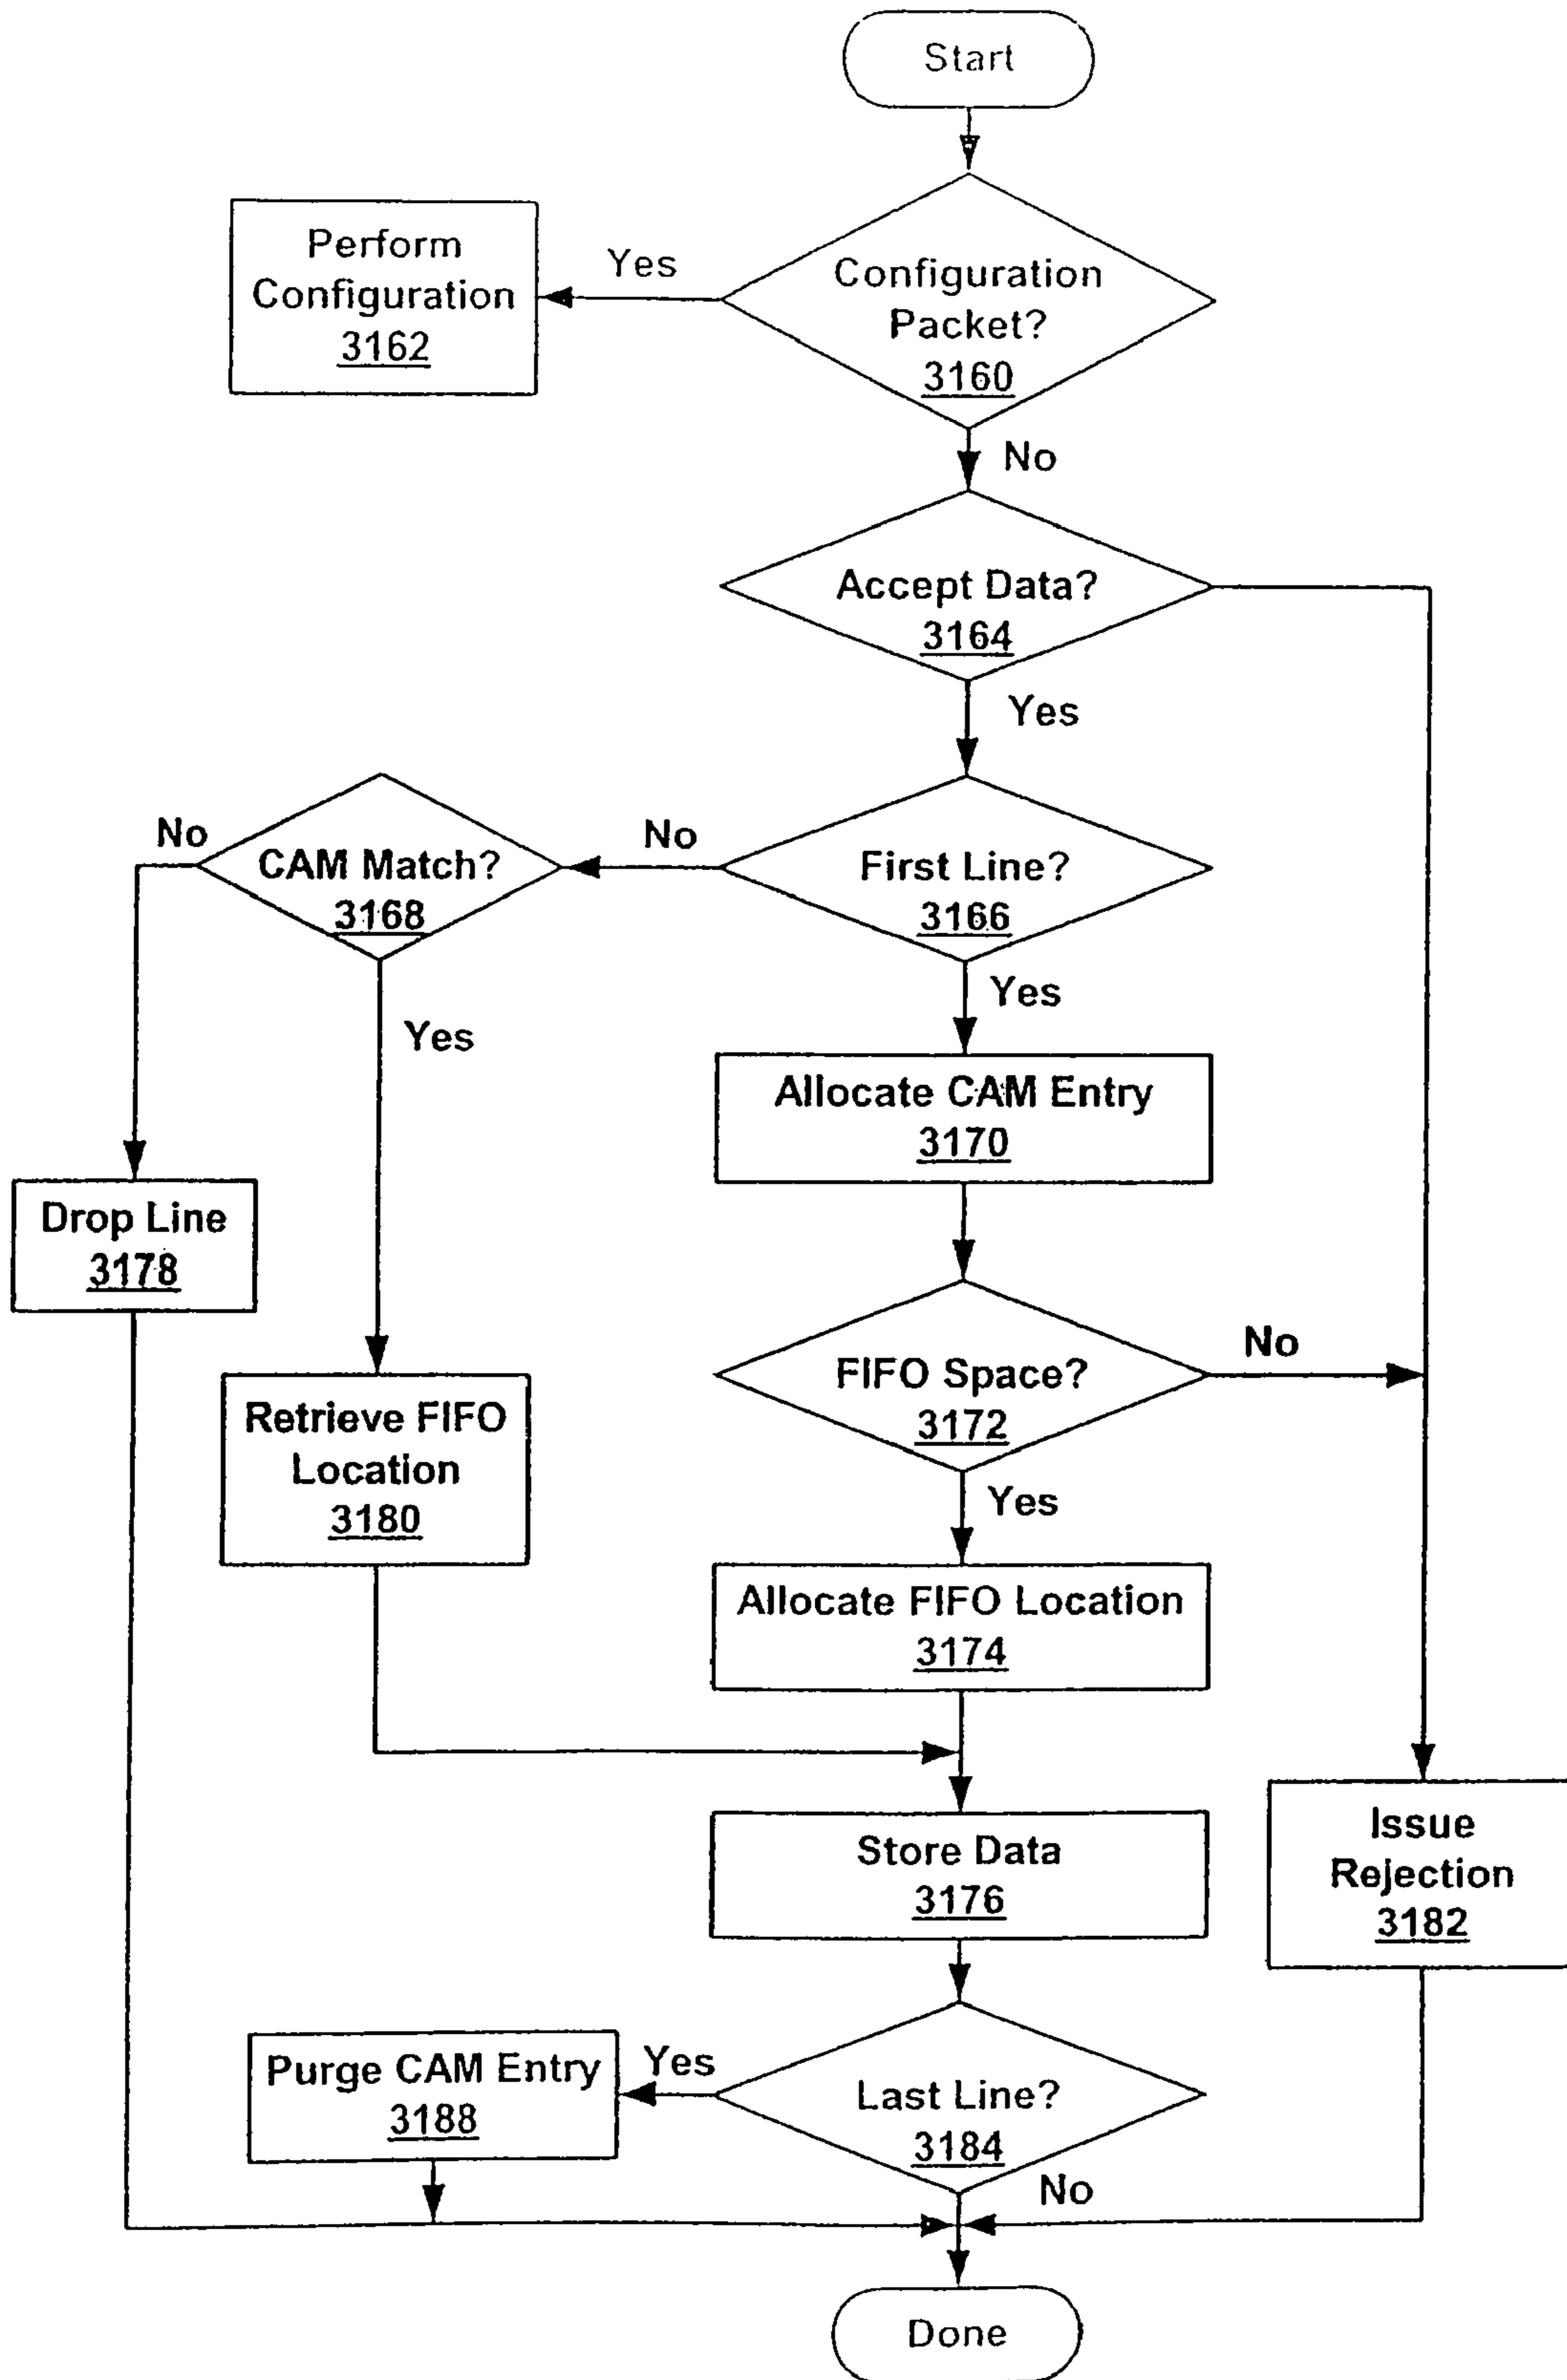 Start
Perform
Configuration
3162
Yes
Configuration
Packet?
3160
No
Accept Data?
3164
Yes
No
CAM Match?
3168
No
First Line?
3166
Yes
Yes
Allocate CAM Entry
3170
Drop Line
3178
FIFO Space?
3172
No
Retrieve FIFO
Location
3180
Yes
Allocate FIFO Location
3174
Store Data
3176
Issue
Rejection
3182
Purge CAM Entry
3188
Yes
Last Line?
3184
No
Done